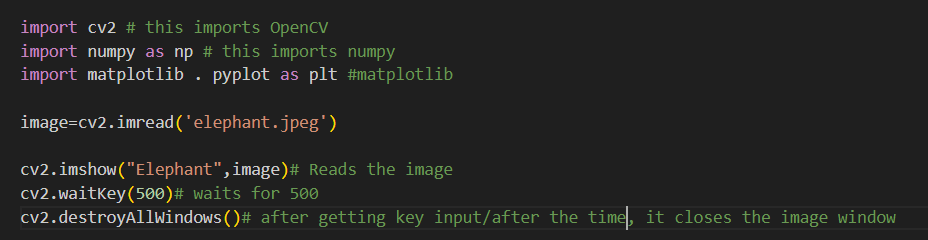 import cv2 # this imports OpenCV
import numpy as np # this imports numpy
import matplotlib . pyplot as plt #matplotlib
image=cv2.imread('elephant.jpeg')
cv2.imshow("Elephant",image)# Reads the image
cv2.waitKey(500)# waits for 500
cv2.destroyAllWindows()# after getting key input/after the time, it closes the image window